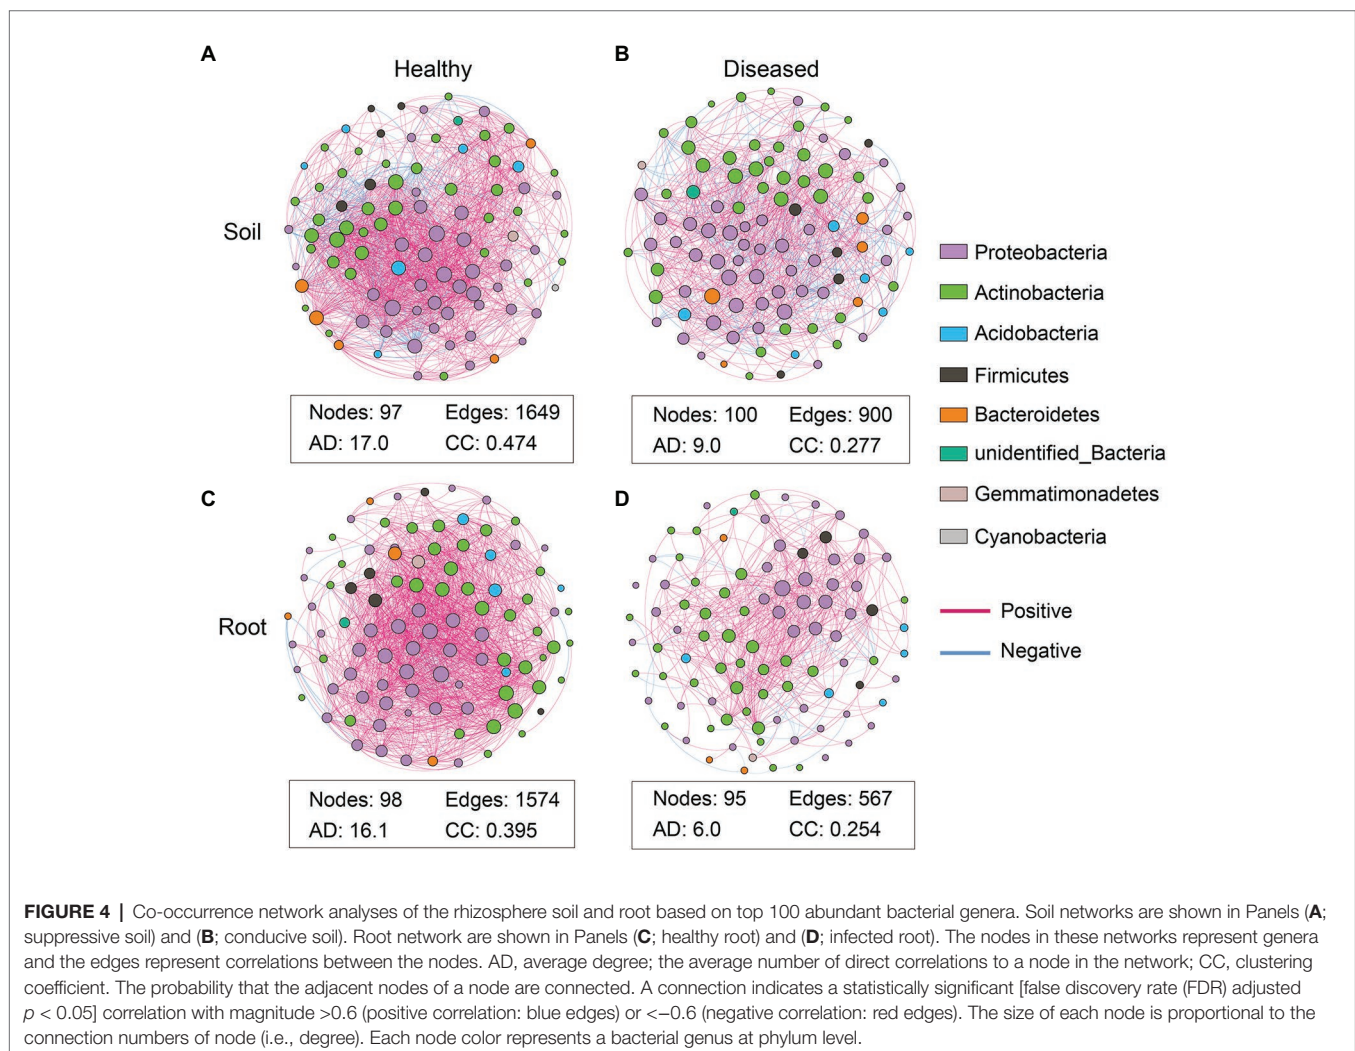 A
B
Healthy
Diseased
Soil
Nodes: 97 Edges: 1649
AD: 17.0 CC: 0.474
Nodes: 100 Edges: 900
AD: 9.0 CC: 0.277
Proteobacteria
Actinobacteria
Acidobacteria
Firmicutes
Bacteroidetes
unidentified_Bacteria
Gemmatimonadetes
Cyanobacteria
Positive
Negative
C
D
Root
Nodes: 98 Edges: 1574
AD: 16.1 CC: 0.395
Nodes: 95 Edges: 567
AD: 6.0 CC: 0.254
FIGURE 4 | Co-occurrence network analyses of the rhizosphere soil and root based on top 100 abundant bacterial genera. Soil networks are shown in Panels (A;
suppressive soil) and (B; conducive soil). Root network are shown in Panels (C; healthy root) and (D; infected root). The nodes in these networks represent genera
and the edges represent correlations between the nodes. AD, average degree; the average number of direct correlations to a node in the network; CC, clustering
coefficient. The probability that the adjacent nodes of a node are connected. A connection indicates a statistically significant [false discovery rate (FDR) adjusted
p < 0.05] correlation with magnitude >0.6 (positive correlation: blue edges) or <−0.6 (negative correlation: red edges). The size of each node is proportional to the
connection numbers of node (i.e., degree). Each node color represents a bacterial genus at phylum level.